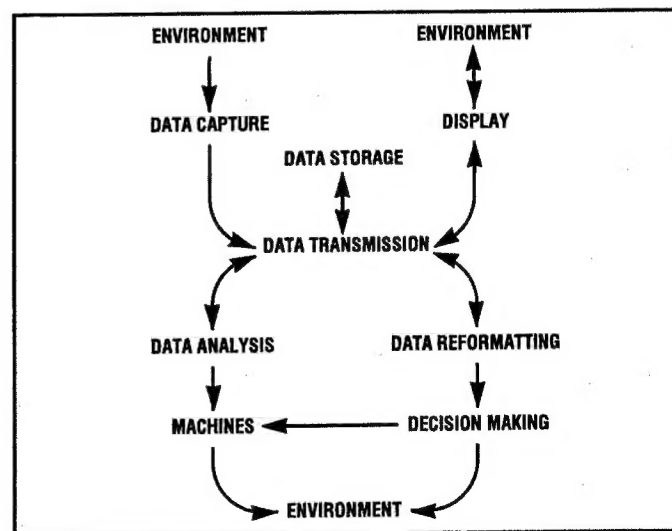 ENVIRONMENT ENVIRONMENT
DATA CAPTURE DISPLAY
DATA STORAGE
DATA TRANSMISSION
DATA ANALYSIS DATA REFORMATTING
MACHINES DECISION MAKING
ENVIRONMENT